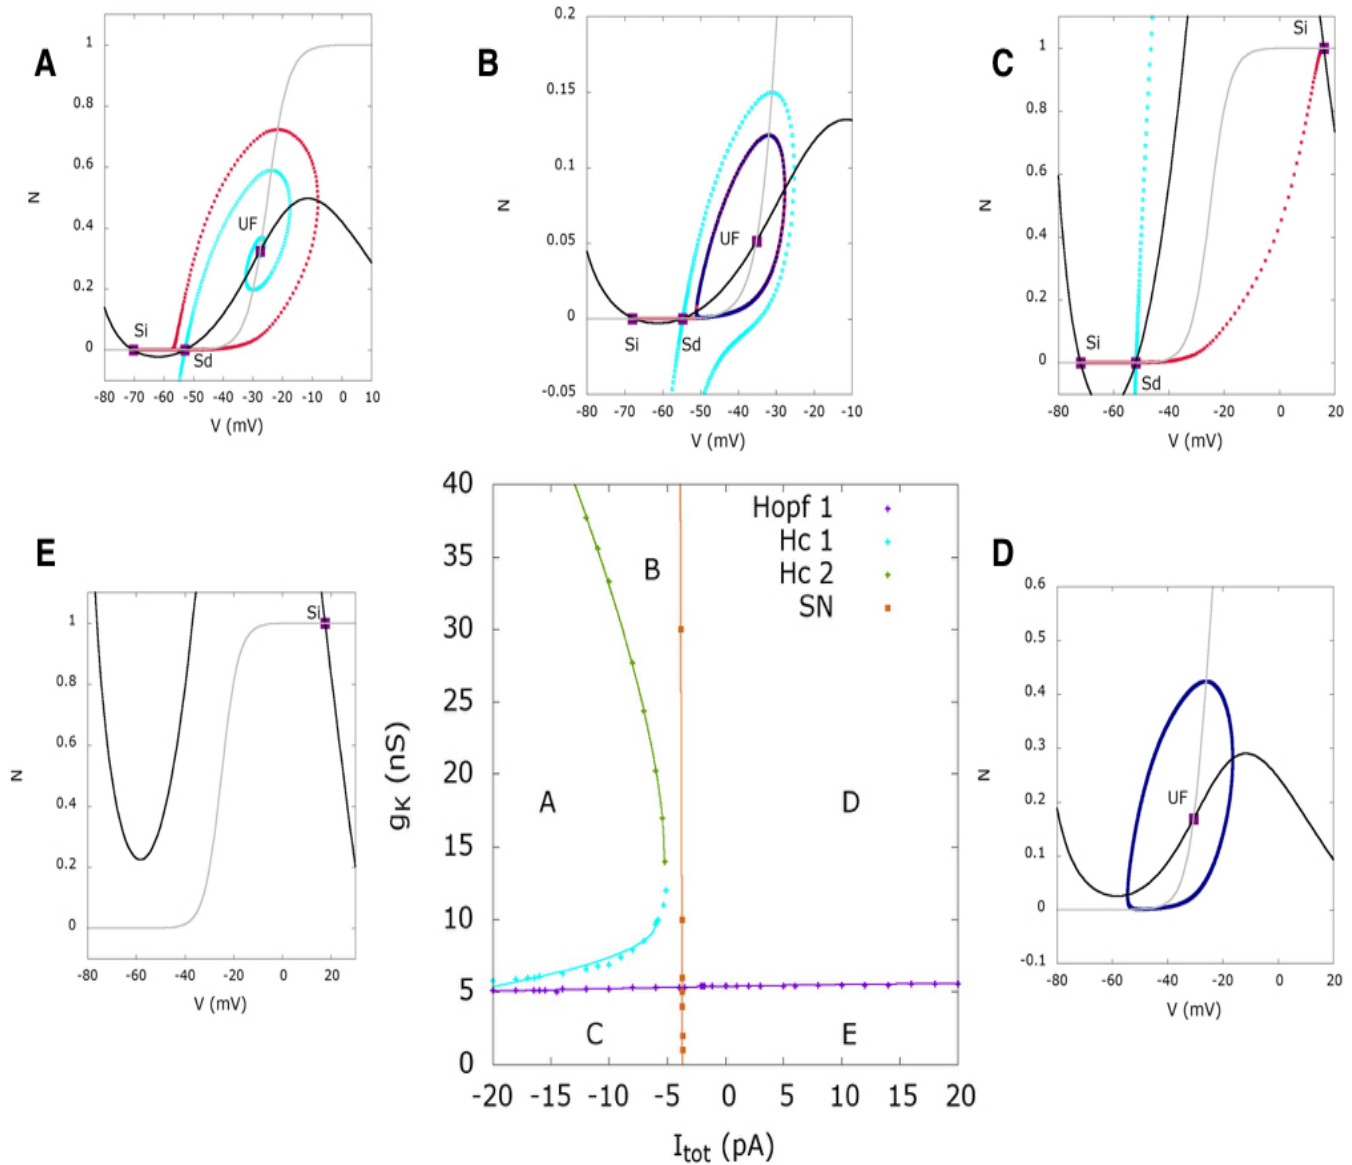 A
1
0.8
0.6
0.4
0.2
0
N
UF
Si
Sd
-80 -70 -60 -50 -40 -30 -20 -10 0 10
V (mV)
B
0.2
0.15
0.1
0.05
0
-0.05
N
UF
Si
Sd
-80 -70 -60 -50 -40 -30 -20 -10
V (mV)
C
1
0.8
0.6
0.4
0.2
0
N
Si
Si
Sd
-80 -60 -40 -20 0 20
V (mV)
E
1
0.8
0.6
0.4
0.2
0
N
Si
-80 -60 -40 -20 0 20
V (mV)
40
35
30
25
20
15
10
5
0
gK (nS)
Hopf 1
Hc 1
Hc 2
SN
B
A
D
C
E
-20 -15 -10 -5 0 5 10 15 20
Itot (pA)
D
0.6
0.5
0.4
0.3
0.2
0.1
0
-0.1
N
UF
-80 -60 -40 -20 0 20
V (mV)